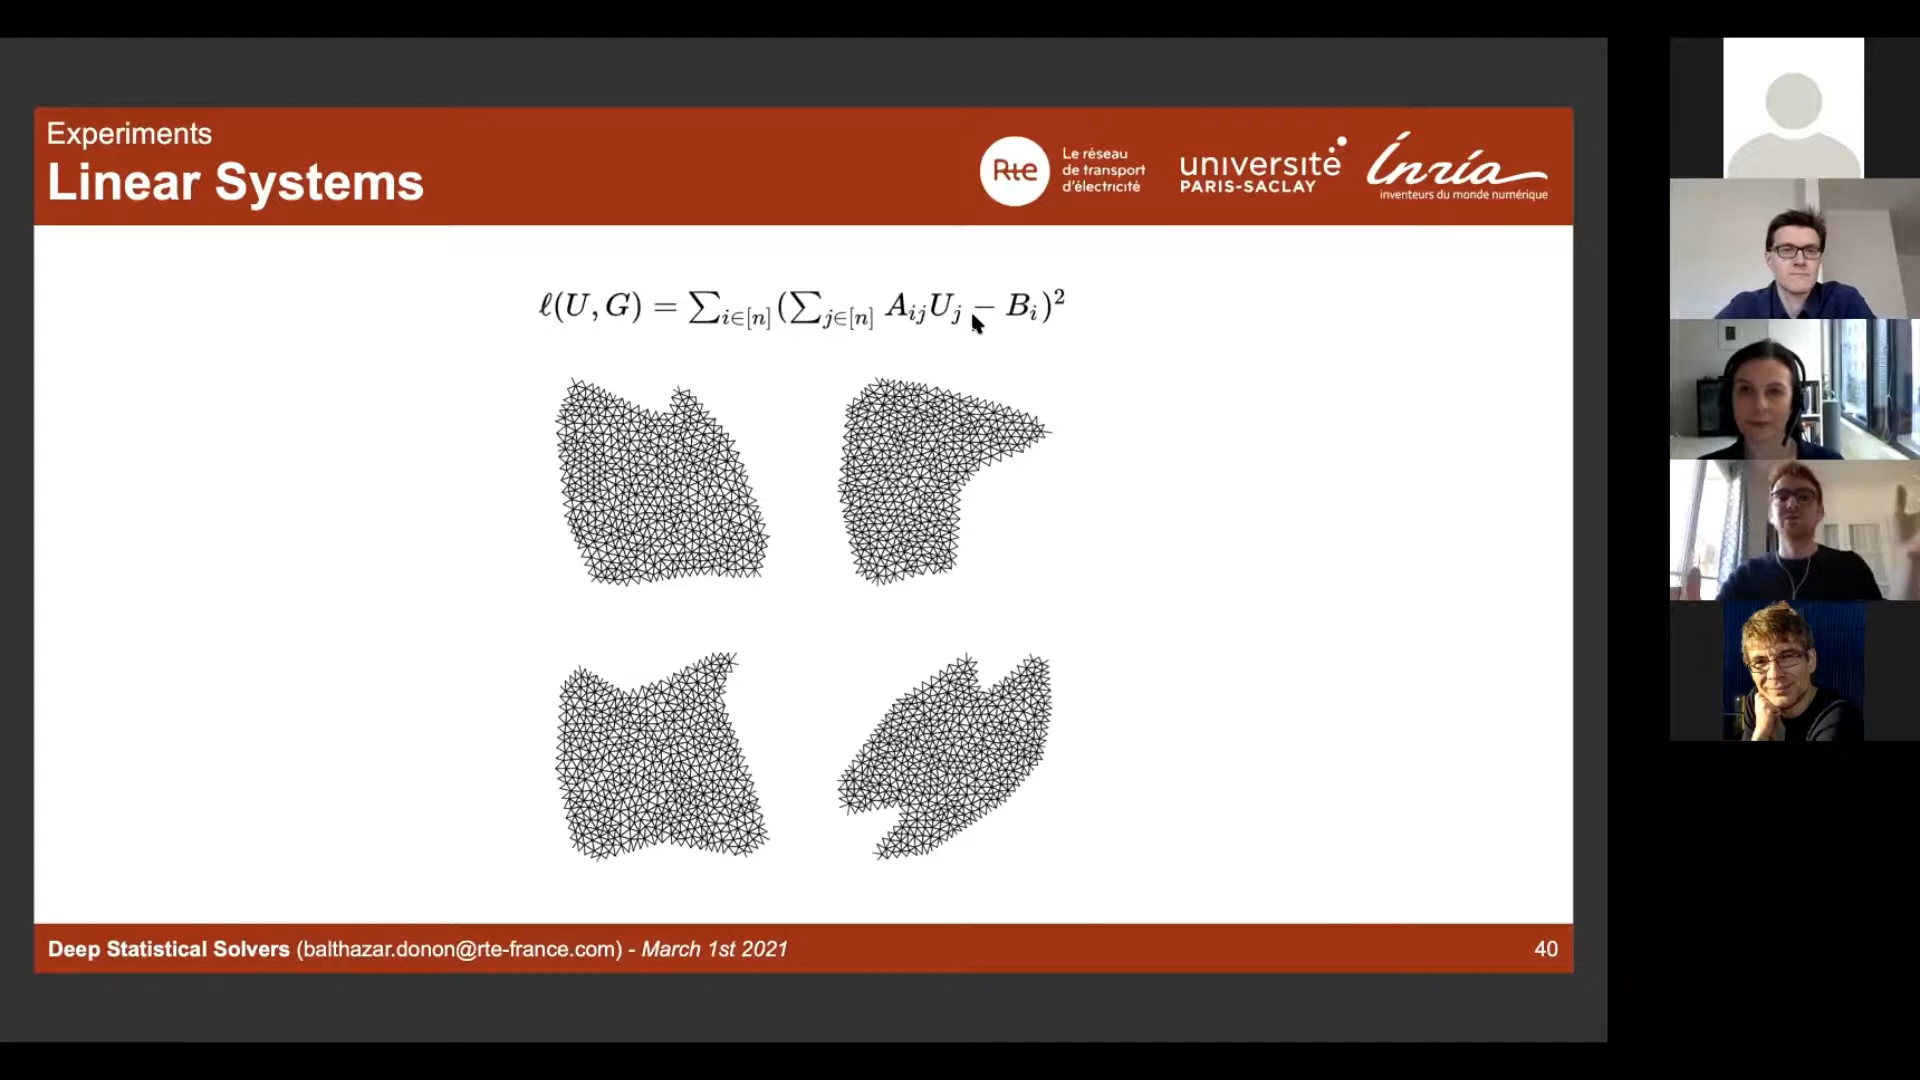 Experiments
Linear Systems
Rte
Le réseau
de transport
d'électricité
université
PARIS-SACLAY
Inría
inventeurs du monde numérique
ℓ(U, G) = ∑i∈[n] (∑j∈[n] AijUj − Bi)²
Deep Statistical Solvers (balthazar.donon@rte-france.com) - March 1st 2021
40